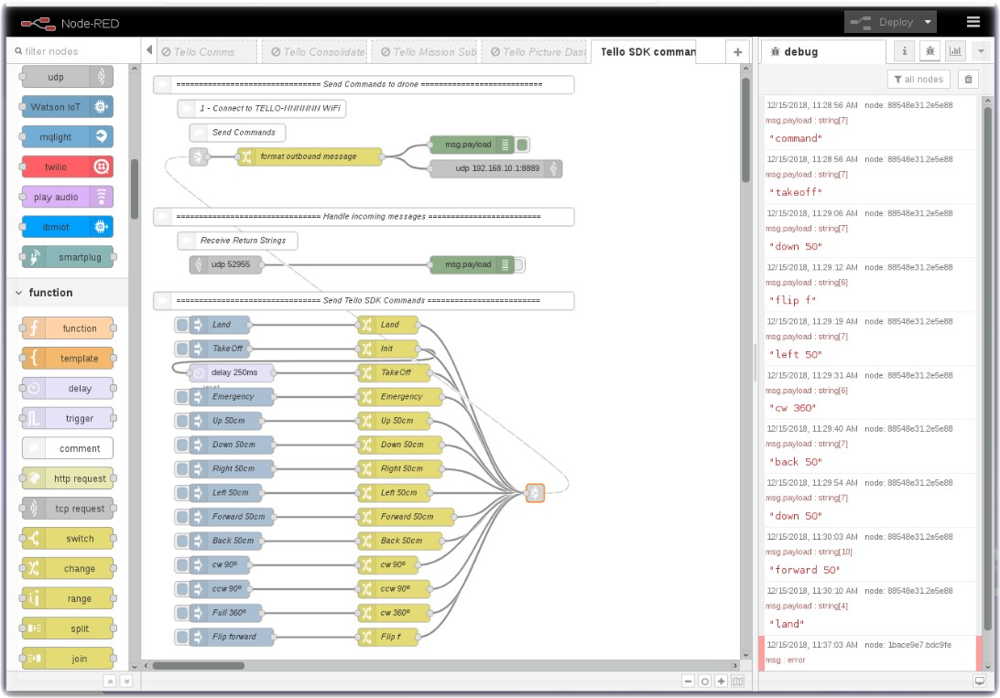 Node-RED
Deploy
filter nodes
Tello Comms
Tello Consolidate
Tello Mission Sub
Tello Picture Das
Tello SDK comman
debug
i
all nodes
udp
Watson IoT
mqlight
twilio
play audio
ibmiot
smartplug
function
function
template
delay
trigger
comment
http request
tcp request
switch
change
range
split
join
============================== Send Commands to drone =========================
1 - Connect to TELLO-NNNNNN WiFi
Send Commands
format outbound message
msg.payload
udp 192.168.10.1:8889
============================== Handle incoming messages ========================
Receive Return Strings
udp 52955
msg.payload
============================== Send Tello SDK Commands ========================
Land
Land
TakeOff
Init
delay 250ms
TakeOff
Emergency
Emergency
Up 50cm
Up 50cm
Down 50cm
Down 50cm
Right 50cm
Right 50cm
Left 50cm
Left 50cm
Forward 50cm
Forward 50cm
Back 50cm
Back 50cm
cw 90º
cw 90º
ccw 90º
ccw 90º
Full 360º
cw 360º
Flip forward
Flip f
12/15/2018, 11:28:56 AM node: 88548e31.2e5e88
msg.payload : string[7]
"command"
12/15/2018, 11:28:56 AM node: 88548e31.2e5e88
msg.payload : string[7]
"takeoff"
12/15/2018, 11:29:06 AM node: 88548e31.2e5e88
msg.payload : string[7]
"down 50"
12/15/2018, 11:29:12 AM node: 88548e31.2e5e88
msg.payload : string[6]
"flip f"
12/15/2018, 11:29:19 AM node: 88548e31.2e5e88
msg.payload : string[7]
"left 50"
12/15/2018, 11:29:31 AM node: 88548e31.2e5e88
msg.payload : string[6]
"cw 360"
12/15/2018, 11:29:40 AM node: 88548e31.2e5e88
msg.payload : string[7]
"back 50"
12/15/2018, 11:29:54 AM node: 88548e31.2e5e88
msg.payload : string[7]
"down 50"
12/15/2018, 11:30:03 AM node: 88548e31.2e5e88
msg.payload : string[10]
"forward 50"
12/15/2018, 11:30:10 AM node: 88548e31.2e5e88
msg.payload : string[4]
"land"
12/15/2018, 11:37:03 AM node: 1bace9e7.bdc9fe
msg : error